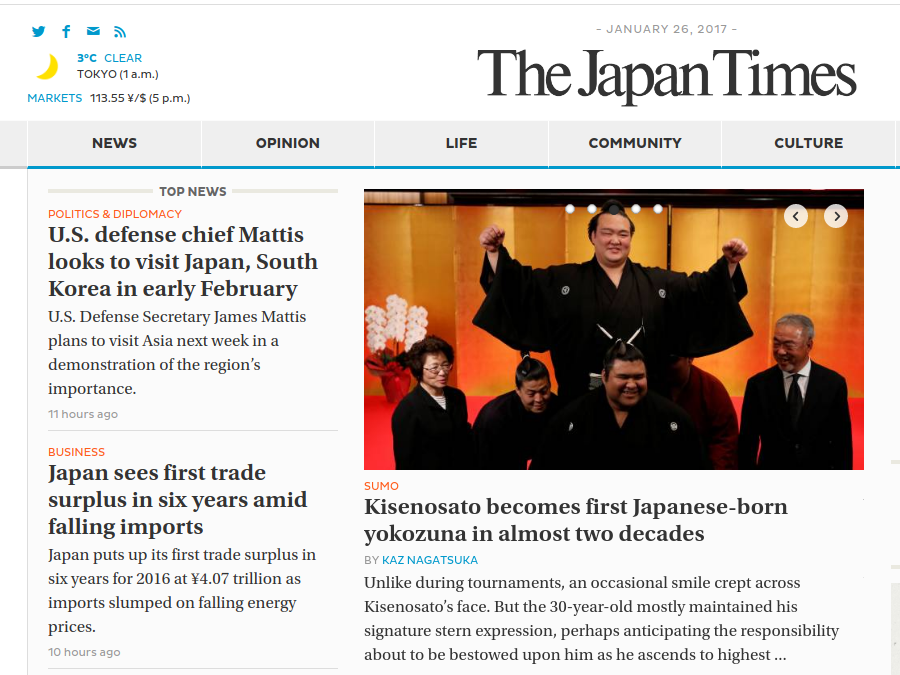 - JANUARY 26, 2017 -
3°C CLEAR
TOKYO (1 a.m.)
The Japan Times
MARKETS 113.55 ¥/$ (5 p.m.)
NEWS OPINION LIFE COMMUNITY CULTURE
TOP NEWS
POLITICS & DIPLOMACY
U.S. defense chief Mattis
looks to visit Japan, South
Korea in early February
U.S. Defense Secretary James Mattis
plans to visit Asia next week in a
demonstration of the region's
importance.
11 hours ago
BUSINESS
Japan sees first trade
surplus in six years amid
falling imports
Japan puts up its first trade surplus in
six years for 2016 at ¥4.07 trillion as
imports slumped on falling energy
prices.
10 hours ago
SUMO
Kisenosato becomes first Japanese-born
yokozuna in almost two decades
BY KAZ NAGATSUKA
Unlike during tournaments, an occasional smile crept across
Kisenosato's face. But the 30-year-old mostly maintained his
signature stern expression, perhaps anticipating the responsibility
about to be bestowed upon him as he ascends to highest ...